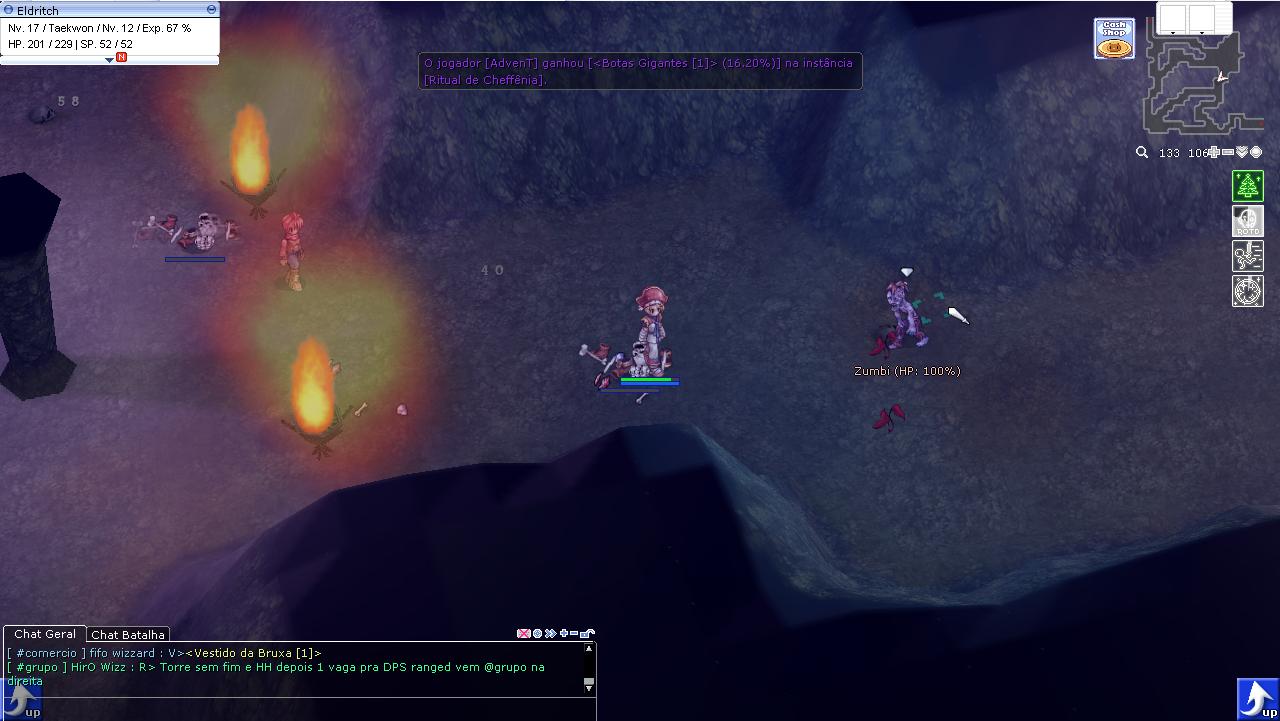 Eldritch
Nv. 17 / Taekwon / Nv. 12 / Exp. 67 %
HP. 201 / 229 | SP. 52 / 52
N
O jogador [AdvenT] ganhou [<Botas Gigantes [1]> (16.20%)] na instância
[Ritual de Cheffênia].
Cash
Shop
133 106
ROTD
58
40
Zumbi (HP: 100%)
Chat Geral
Chat Batalha
[ #comercio ] fifo wizzard : V><Vestido da Bruxa [1]>
[ #grupo ] HirO Wizz : R> Torre sem fim e HH depois 1 vaga pra DPS ranged vem @grupo na
direita
up
up